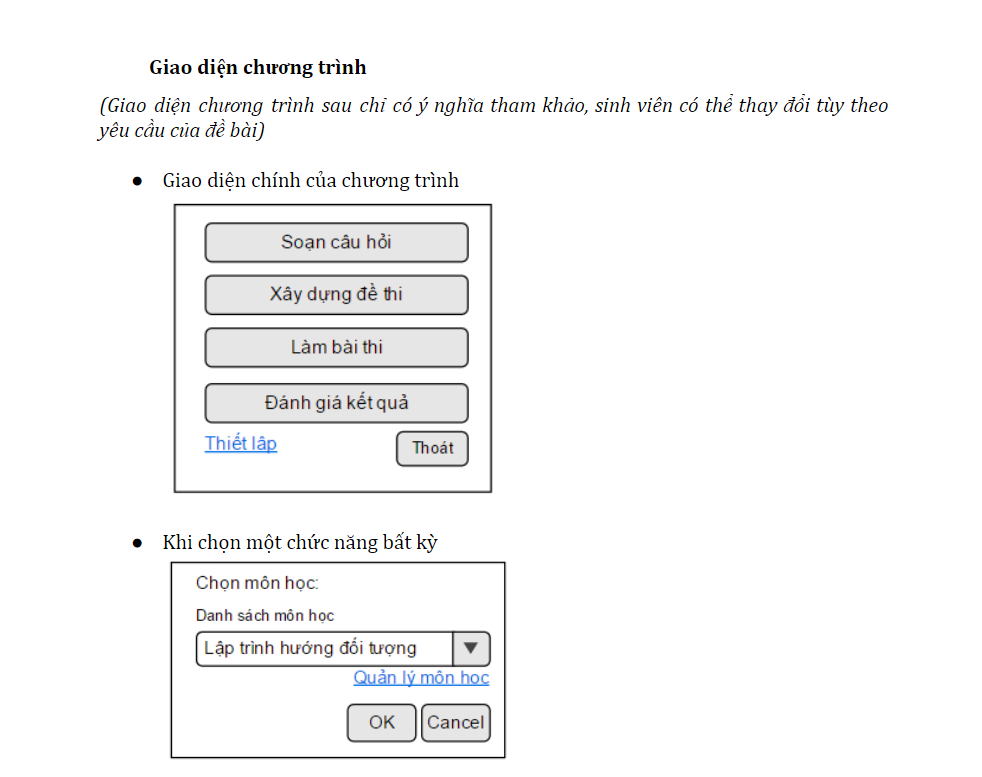 Giao diện chương trình
(Giao diện chương trình sau chỉ có ý nghĩa tham khảo, sinh viên có thể thay đổi tùy theo
yêu cầu của đề bài)
● Giao diện chính của chương trình
Soạn câu hỏi
Xây dựng đề thi
Làm bài thi
Đánh giá kết quả
Thiết lập
Thoát
● Khi chọn một chức năng bất kỳ
Chọn môn học:
Danh sách môn học
Lập trình hướng đối tượng
Quản lý môn học
OK Cancel